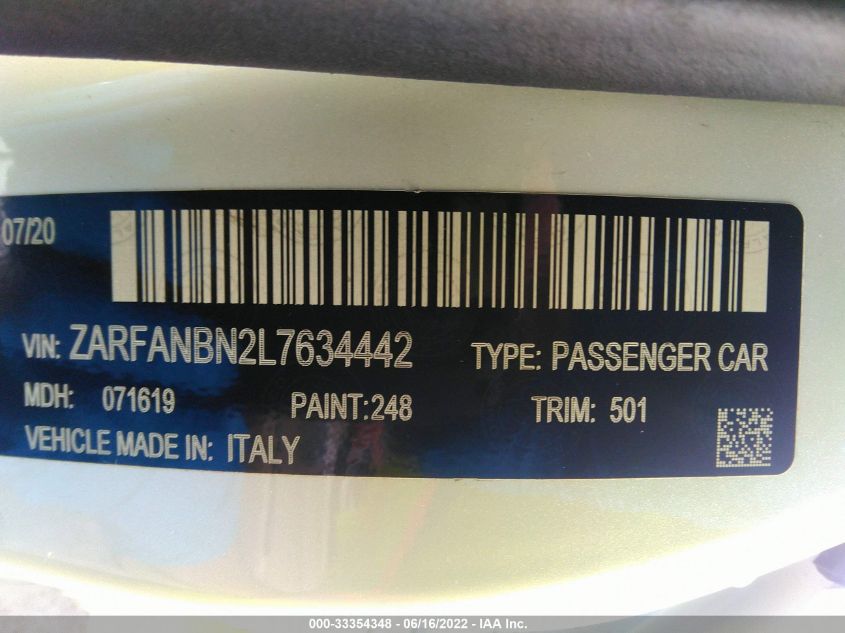 07/20
VIN: ZARFANBN2L7634442 TYPE: PASSENGER CAR
MDH: 071619 PAINT:248 TRIM: 501
VEHICLE MADE IN: ITALY
000-33354348 - 06/16/2022 - IAA Inc.